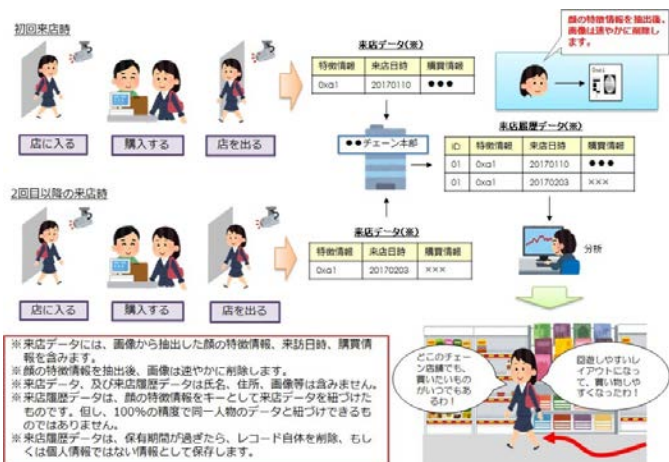 初回来店時
顔の特徴情報を抽出後、
画像は速やかに削除し
ます。
0xa1
来店データ(※)
特徴情報 来店日時 購買情報
0xa1 20170110 ●●●
店に入る 購入する 店を出る
●●チェーン本部
来店履歴データ(※)
ID 特徴情報 来店日時 購買情報
01 0xa1 20170110 ●●●
01 0xa1 20170203 ×××
2回目以降の来店時
来店データ(※)
特徴情報 来店日時 購買情報
0xa1 20170203 ×××
店に入る 購入する 店を出る
分析
※来店データには、画像から抽出した顔の特徴情報、来訪日時、購買情
報を含みます。
※顔の特徴情報を抽出後、画像は速やかに削除します。
※来店データ、及び来店履歴データは氏名、住所、画像等は含みません。
※来店履歴データは、顔の特徴情報をキーとして来店データを紐づけた
ものです。但し、100%の精度で同一人物のデータと紐づけできるも
のではありません。
※来店履歴データは、保有期間が過ぎたら、レコード自体を削除、もし
くは個人情報ではない情報として保存します。
どこのチェー
ン店舗でも、
買いたいもの
がいつでもあ
るわ！
回遊しやすいレ
イアウトになっ
て、買い物しや
すくなったわ！